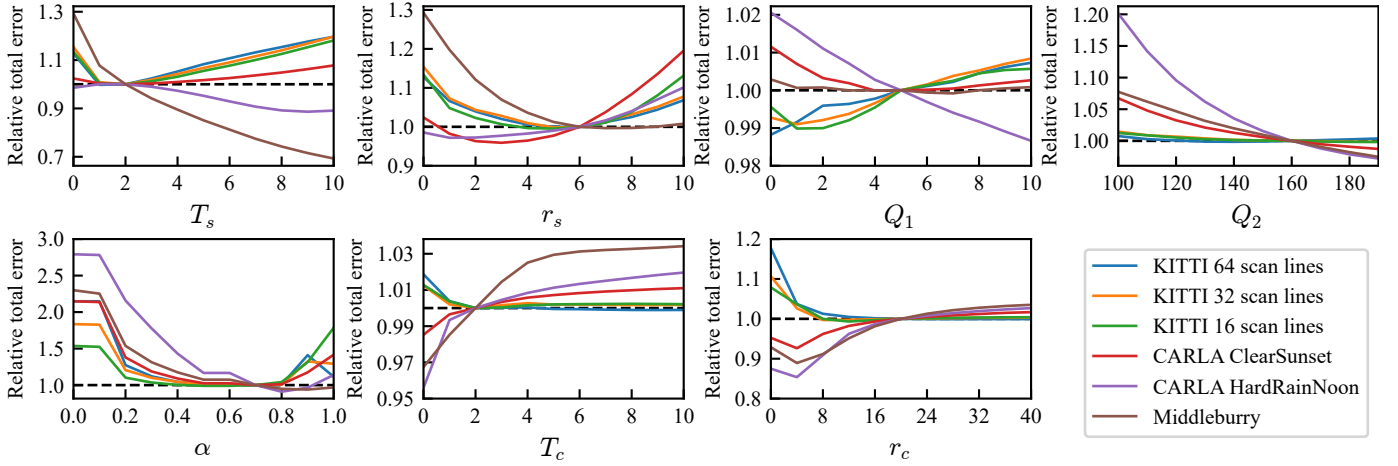 Relative total error
1.3
1.1
1.0
0.9
0.7
0 2 4 6 8 10
T_s
Relative total error
1.3
1.2
1.1
1.0
0.9
0 2 4 6 8 10
r_s
Relative total error
1.02
1.01
1.00
0.99
0.98
0 2 4 6 8 10
Q_1
Relative total error
1.20
1.15
1.10
1.05
1.00
100 120 140 160 180
Q_2
Relative total error
3.0
2.5
2.0
1.5
1.0
0.0 0.2 0.4 0.6 0.8 1.0
α
Relative total error
1.03
1.01
1.00
0.99
0.97
0.95
0 2 4 6 8 10
T_c
Relative total error
1.2
1.1
1.0
0.9
0.8
0 8 16 24 32 40
r_c
KITTI 64 scan lines
KITTI 32 scan lines
KITTI 16 scan lines
CARLA ClearSunset
CARLA HardRainNoon
Middleburry